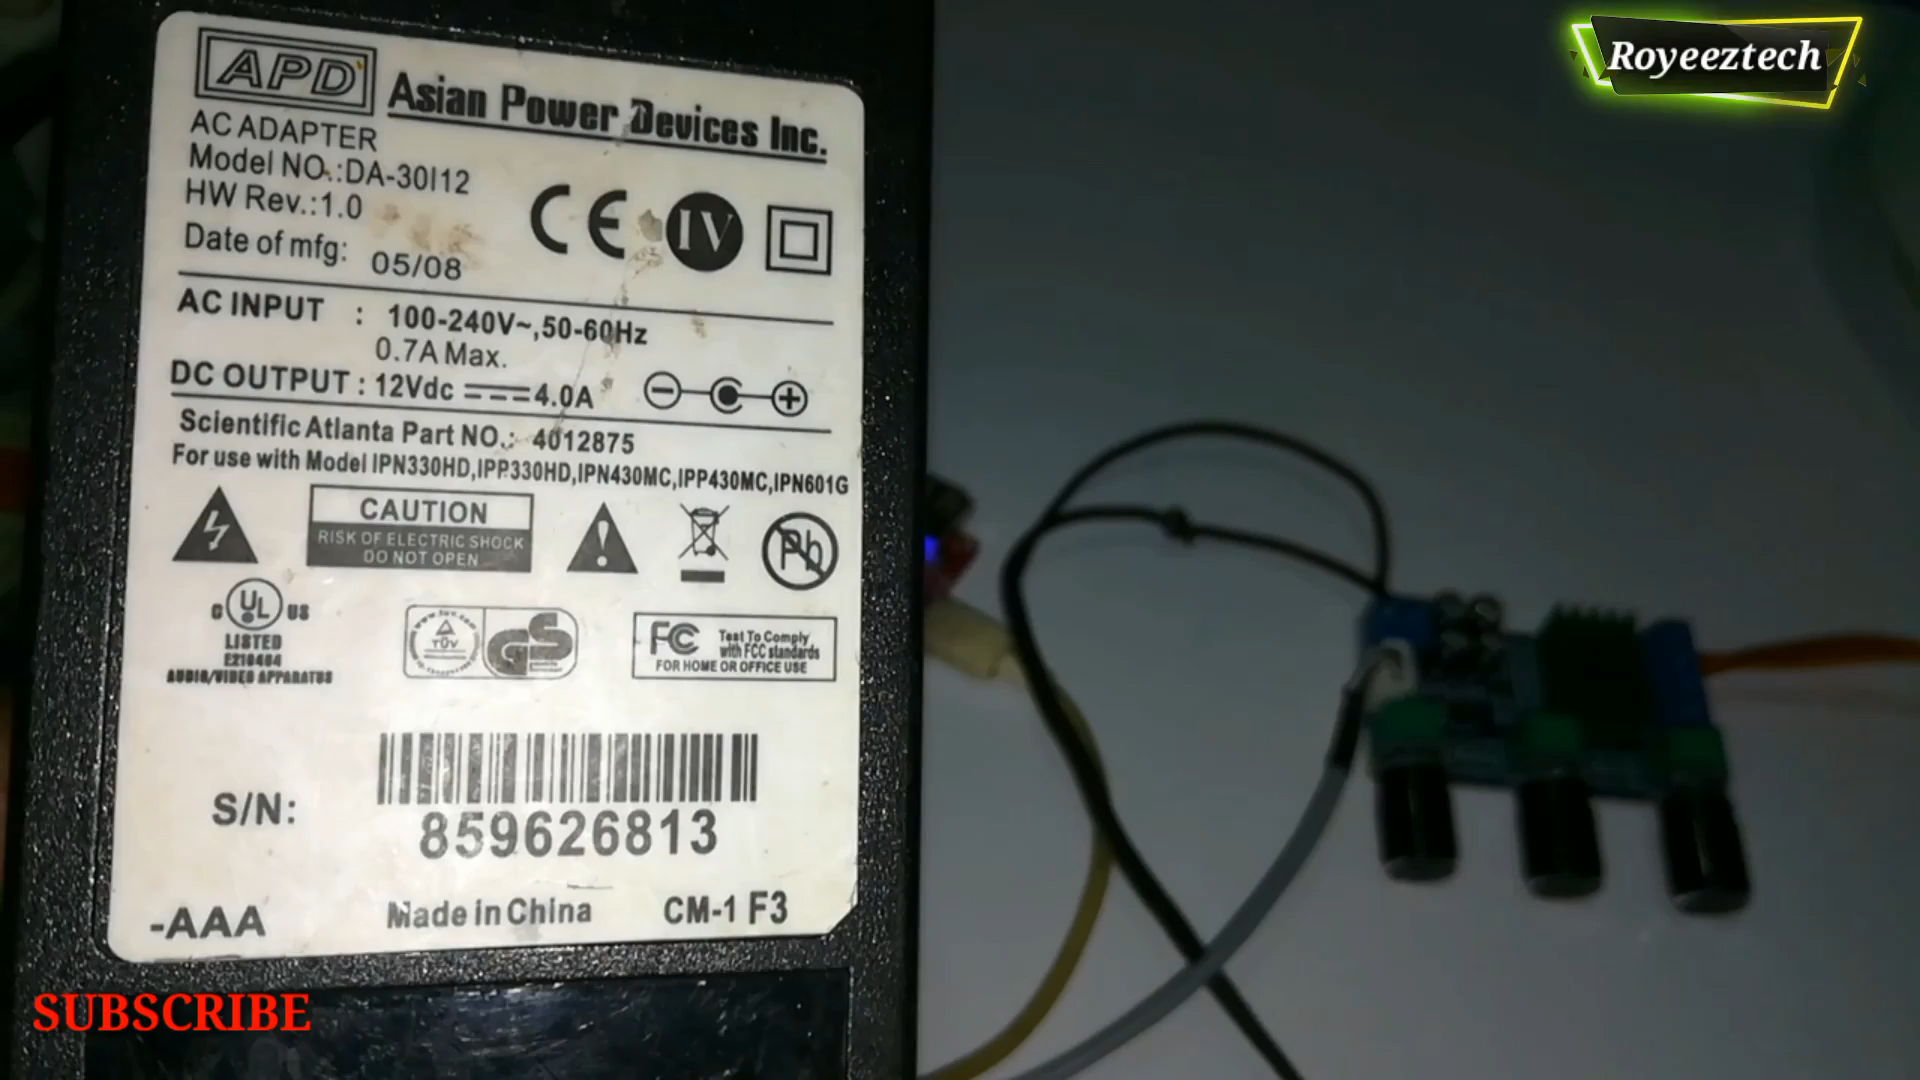 Royeeztech
APD Asian Power Devices Inc.
AC ADAPTER
Model NO.:DA-30I12
HW Rev.:1.0
Date of mfg: 05/08
CE IV
AC INPUT : 100-240V~,50-60Hz
0.7A Max.
DC OUTPUT : 12Vdc 4.0A
Scientific Atlanta Part NO.: 4012875
For use with Model IPN330HD,IPP330HD,IPN430MC,IPP430MC,IPN601G
CAUTION
RISK OF ELECTRIC SHOCK
DO NOT OPEN
Pb
C UL US
LISTED
E210404
AUDIO/VIDEO APPARATUS
TÜV
GS
FC Test To Comply
with FCC standards
FOR HOME OR OFFICE USE
S/N:
859626813
-AAA Made in China CM-1 F3
SUBSCRIBE